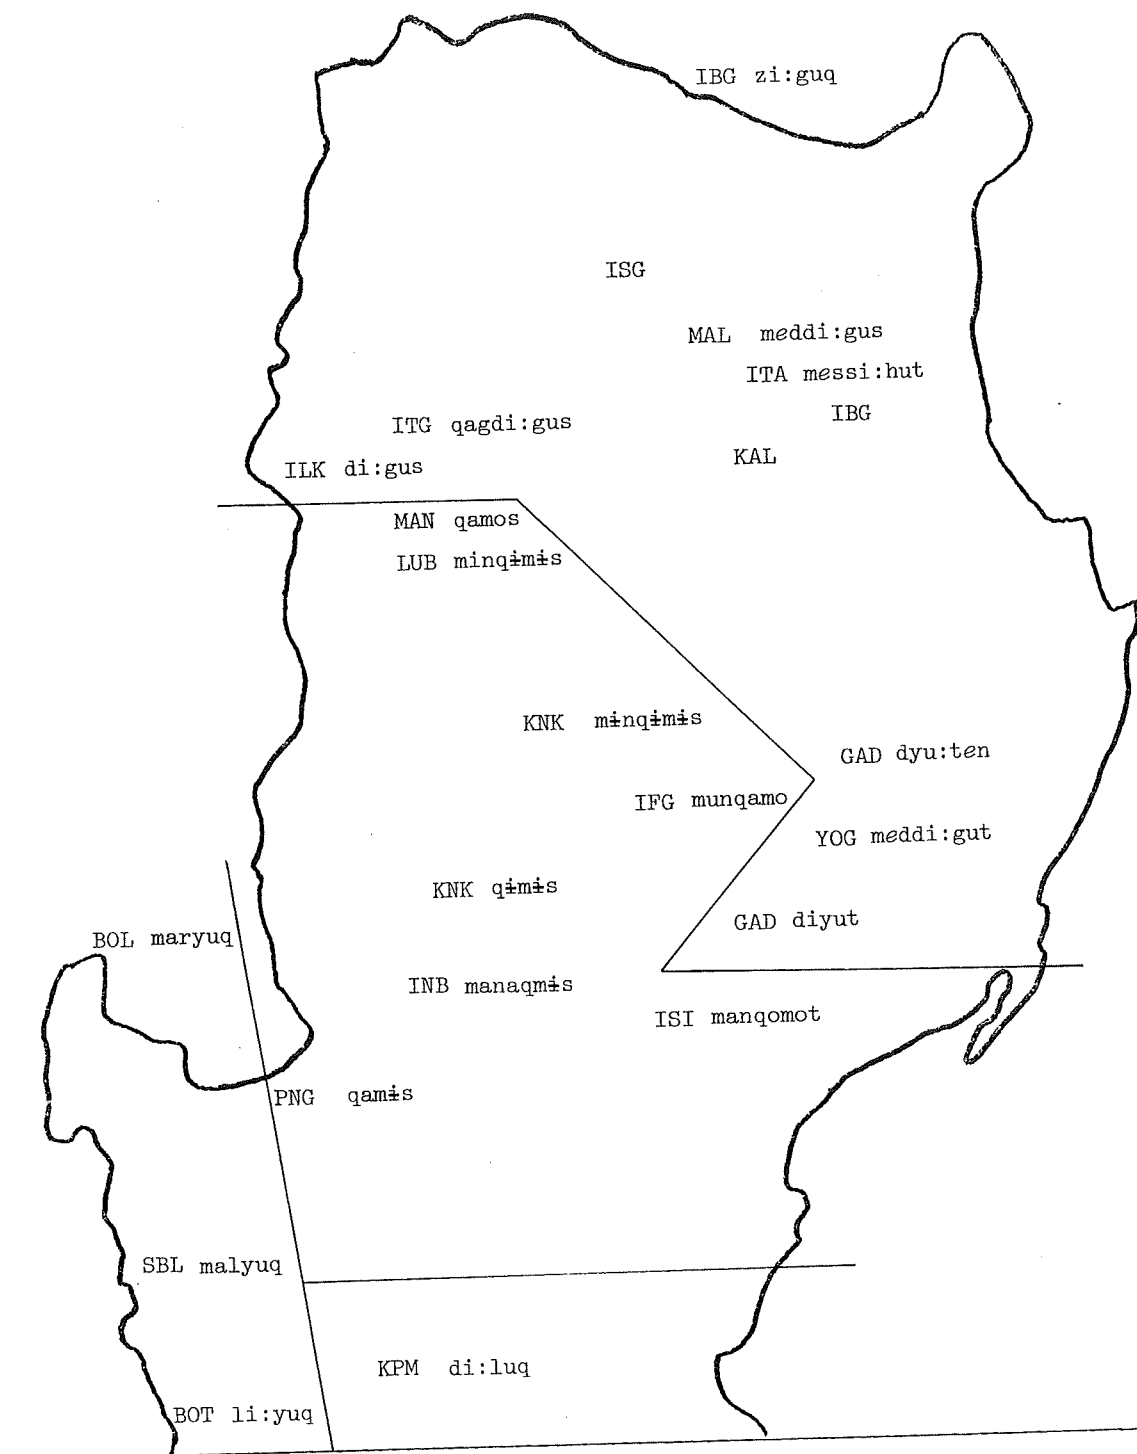 IBG zi:guq
ISG
MAL meddi:gus
ITA messi:hut
IBG
ITG qagdi:gus
KAL
ILK di:gus
MAN qamos
LUB minqɨmɨs
KNK mɨnqɨmɨs
GAD dyu:ten
IFG munqamo
YOG meddi:gut
KNK qɨmɨs
GAD diyut
BOL maryuq
INB manaqmɨs
ISI manqomot
PNG qamɨs
SBL malyuq
KPM di:luq
BOT li:yuq